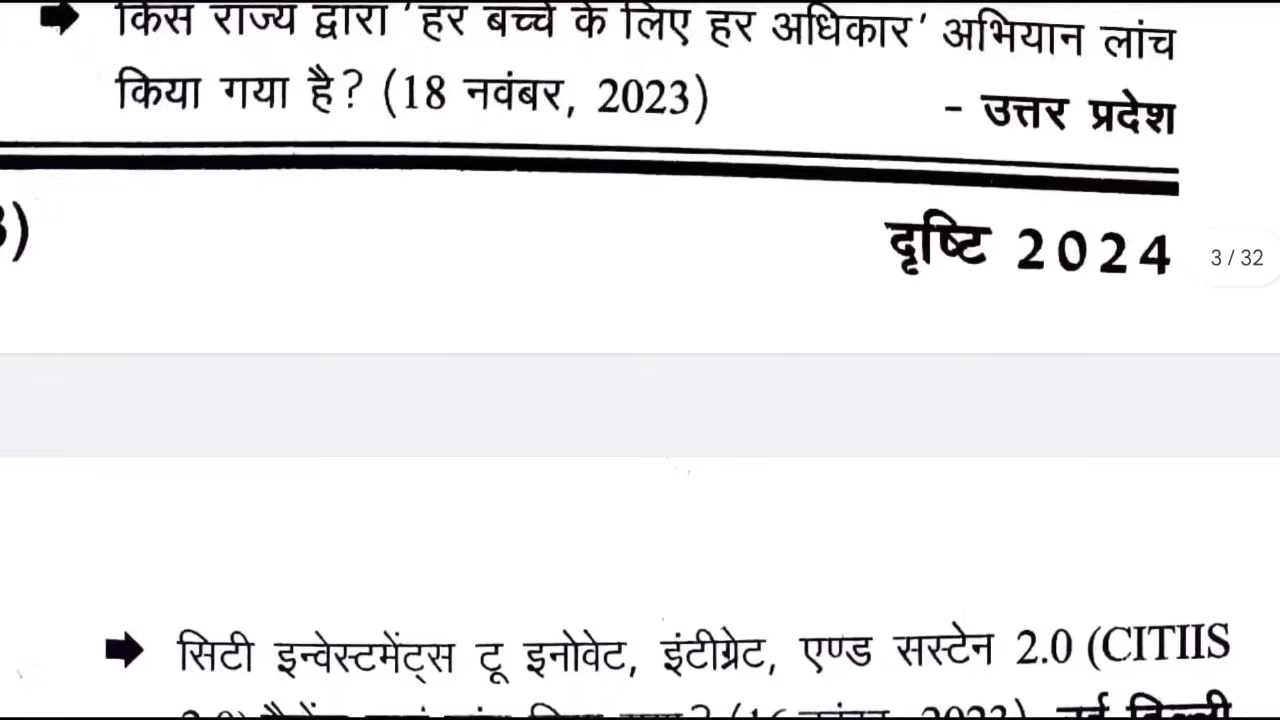 किस राज्य द्वारा 'हर बच्चे के लिए हर अधिकार' अभियान लांच
किया गया है? (18 नवंबर, 2023) - उत्तर प्रदेश
3)
दृष्टि 2024
3 / 32
सिटी इन्वेस्टमेंट्स टू इनोवेट, इंटीग्रेट, एण्ड सस्टेन 2.0 (CITIIS